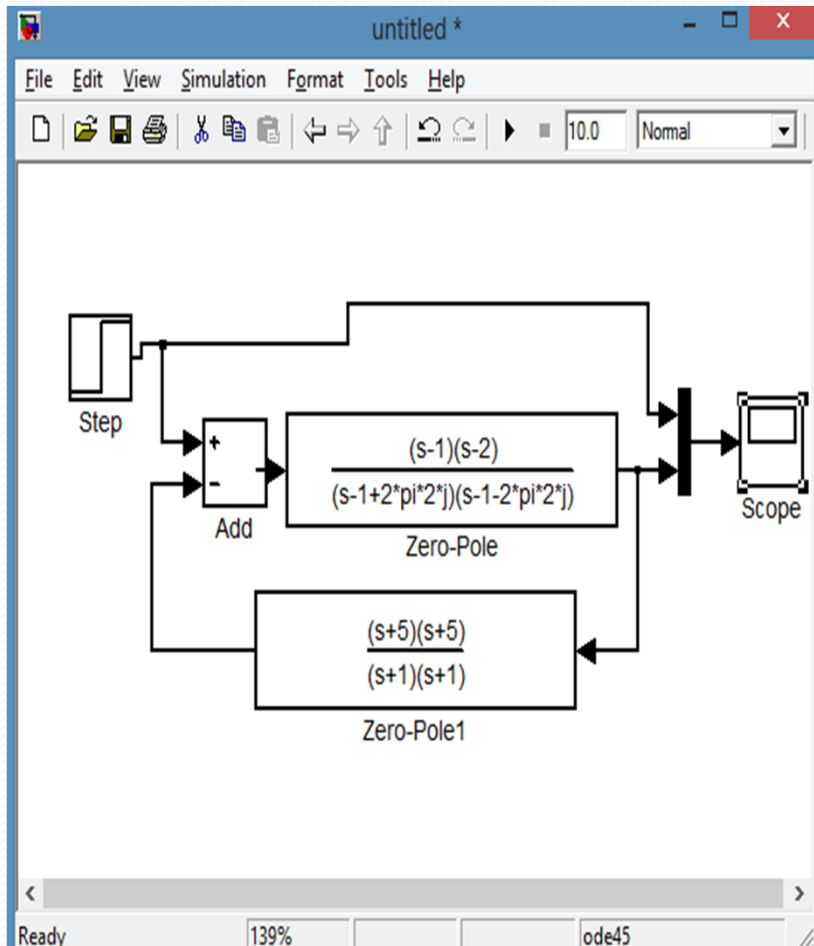 untitled *
File Edit View Simulation Format Tools Help
10.0 Normal
Step
+
-
Add
(s-1)(s-2)
(s-1+2*pi*2*j)(s-1-2*pi*2*j)
Zero-Pole
Scope
(s+5)(s+5)
(s+1)(s+1)
Zero-Pole1
Ready 139% ode45